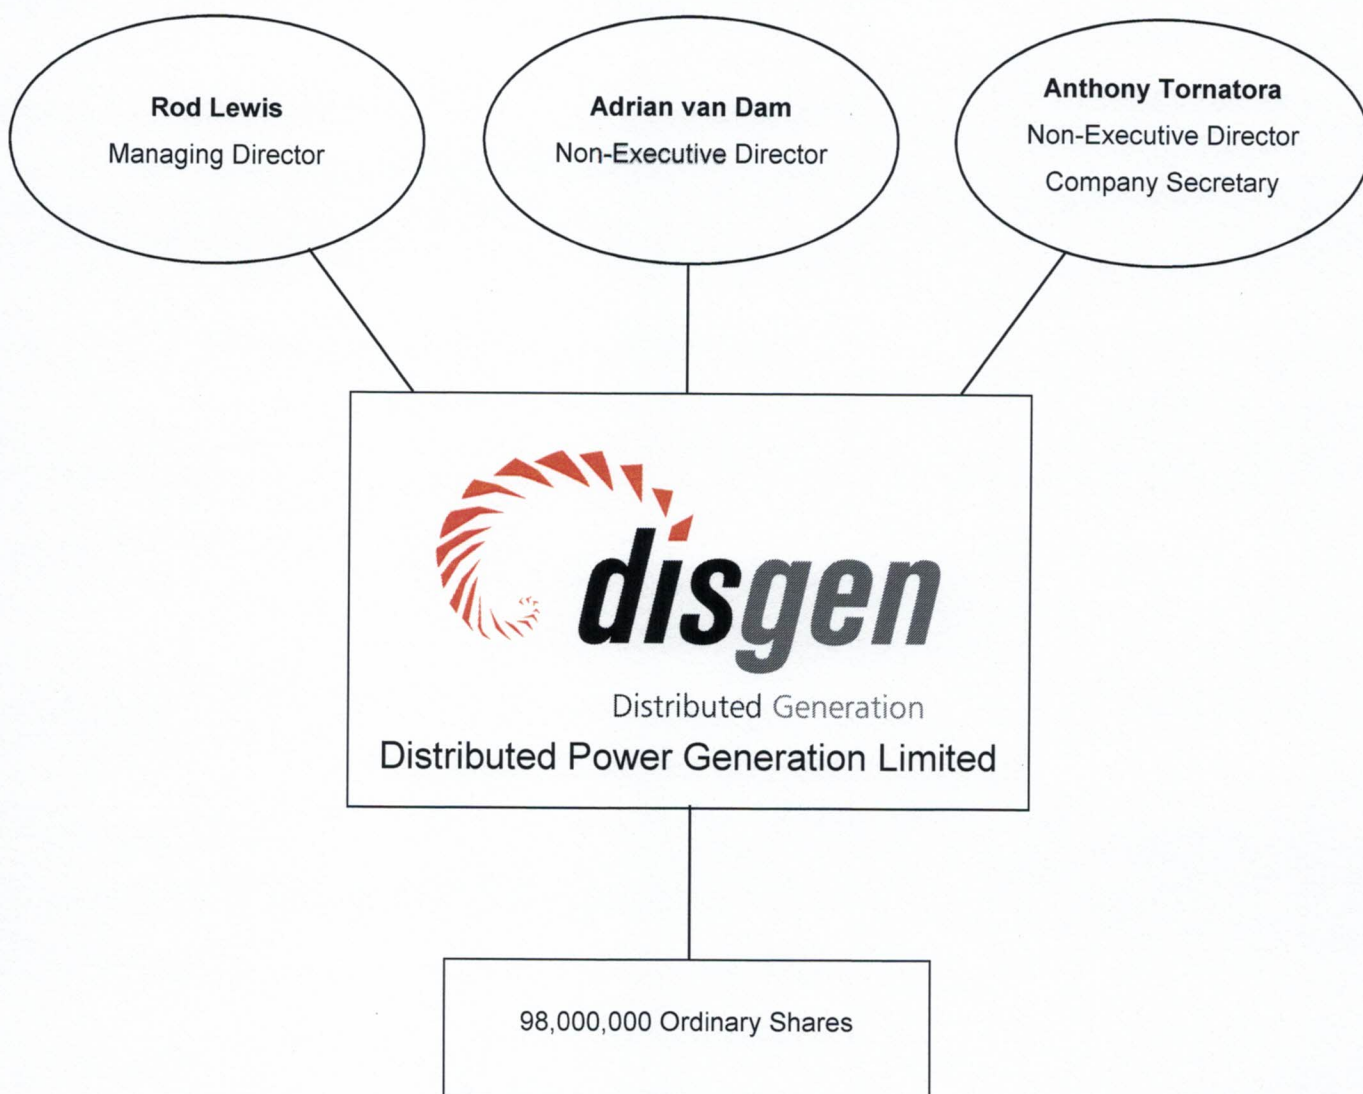 Rod Lewis
Managing Director
Adrian van Dam
Non-Executive Director
Anthony Tornatora
Non-Executive Director
Company Secretary
disgen
Distributed Generation
Distributed Power Generation Limited
98,000,000 Ordinary Shares